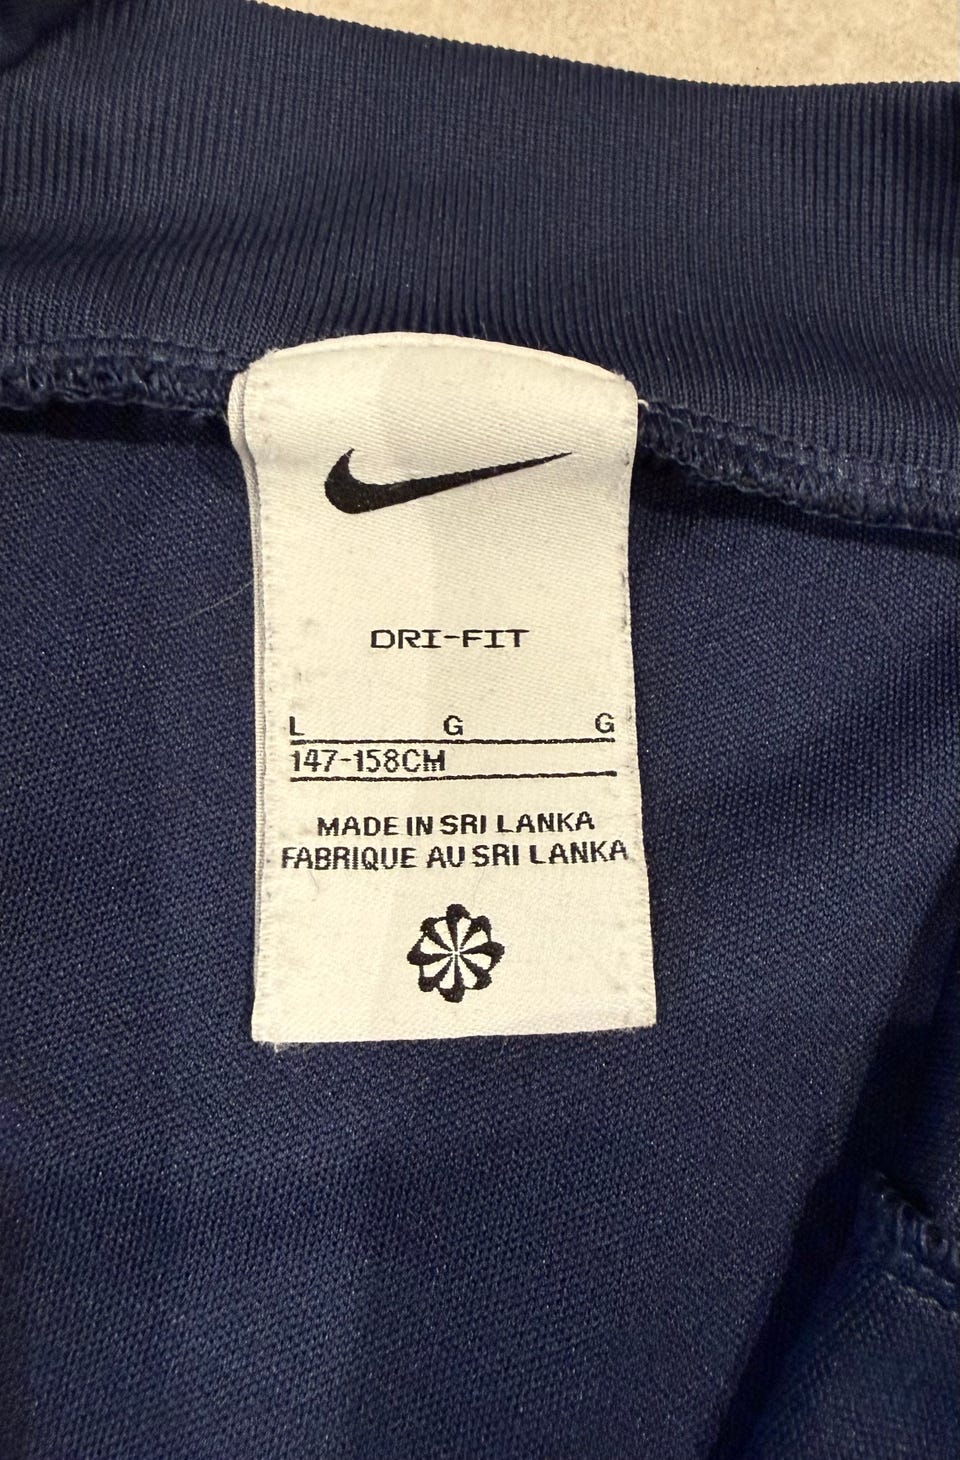 DRI-FIT
L G G
147-158CM
MADE IN SRI LANKA
FABRIQUE AU SRI LANKA